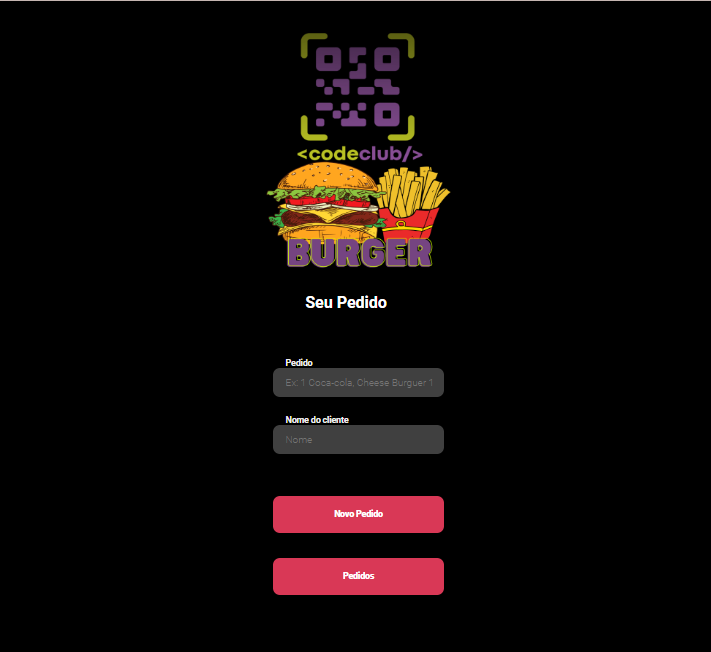 <codeclub/>
BURGER
Seu Pedido
Pedido
Ex: 1 Coca-cola, Cheese Burguer 1
Nome do cliente
Nome
Novo Pedido
Pedidos